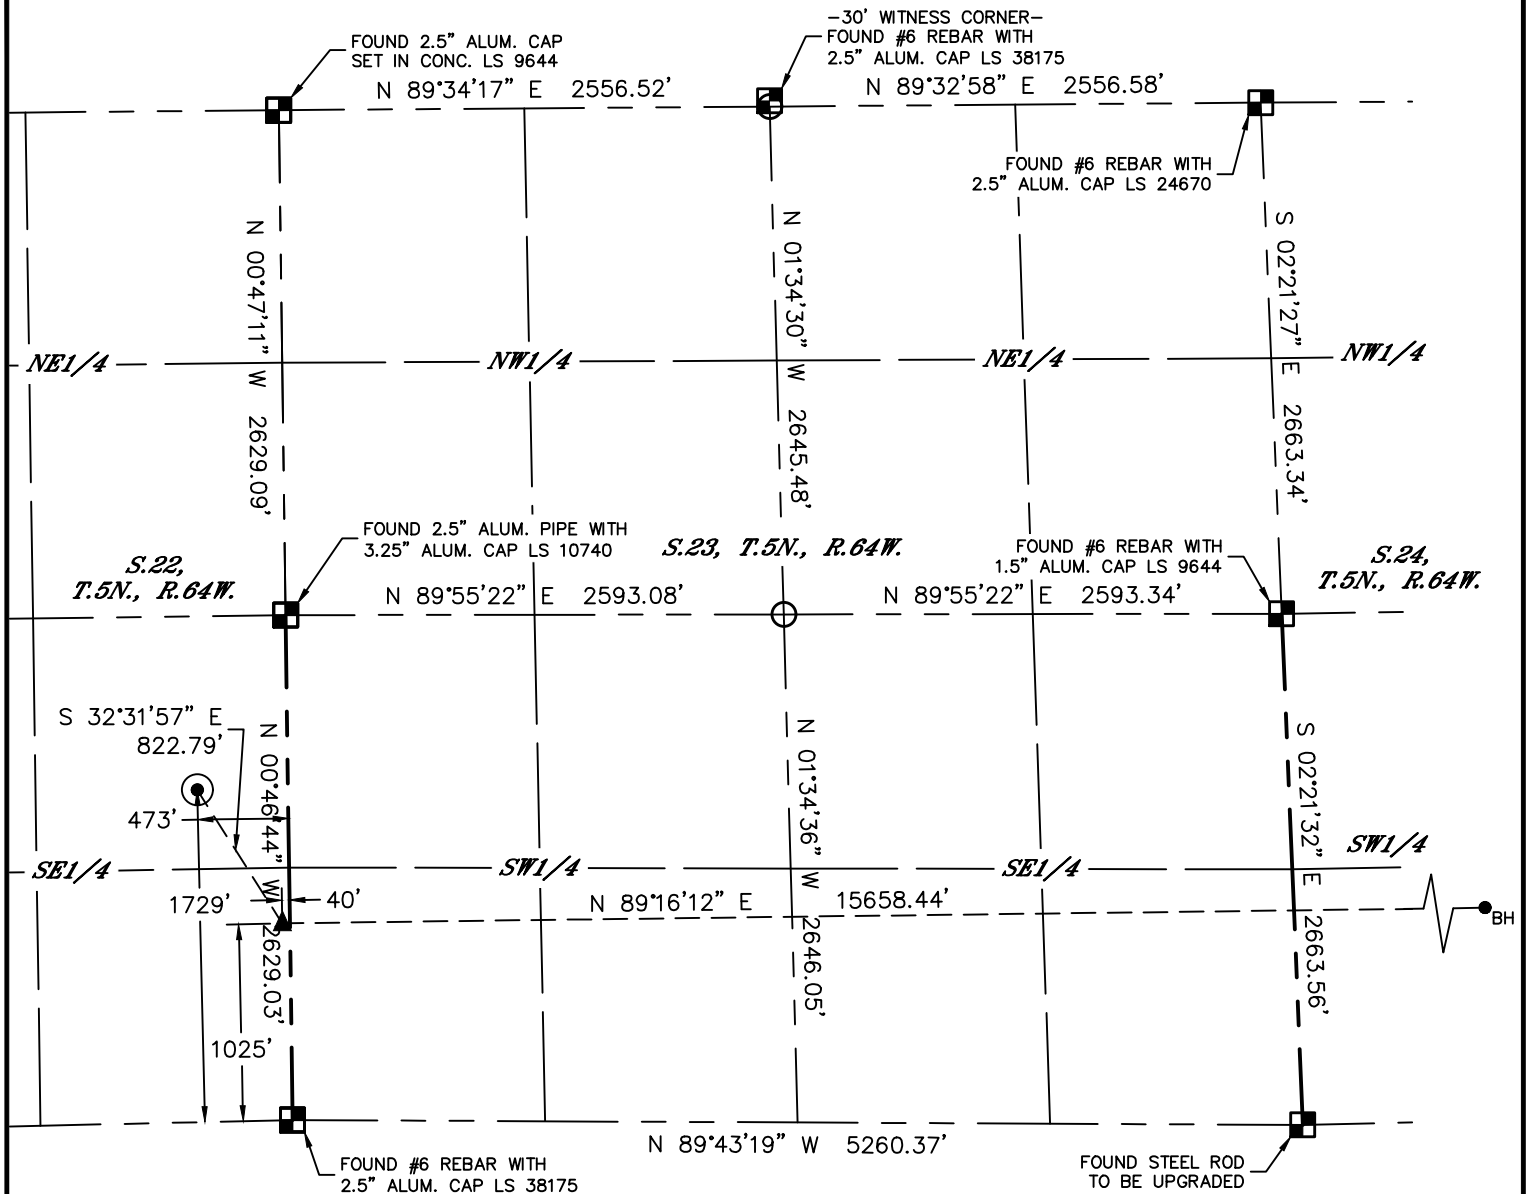 -30' WITNESS CORNER-
FOUND #6 REBAR WITH
2.5" ALUM. CAP LS 38175
FOUND 2.5" ALUM. CAP
SET IN CONC. LS 9644
N 89°34'17" E 2556.52'
N 89°32'58" E 2556.58'
FOUND #6 REBAR WITH
2.5" ALUM. CAP LS 24670
N 00°47'11" W 2629.09'
N 01°34'30" W 2645.48'
S 02°21'27" E 2663.34'
NE1/4
NW1/4
NE1/4
NW1/4
FOUND 2.5" ALUM. PIPE WITH
3.25" ALUM. CAP LS 10740
S.23, T.5N., R.64W.
FOUND #6 REBAR WITH
1.5" ALUM. CAP LS 9644
S.22,
T.5N., R.64W.
S.24,
T.5N., R.64W.
N 89°55'22" E 2593.08'
N 89°55'22" E 2593.34'
S 32°31'57" E
822.79'
N 00°46'44" W 2629.03'
N 01°34'36" W 2646.05'
S 02°21'32" E 2663.56'
473'
SE1/4
SW1/4
SE1/4
SW1/4
1729'
40'
N 89°16'12" E 15658.44'
BH
1025'
N 89°43'19" W 5260.37'
FOUND #6 REBAR WITH
2.5" ALUM. CAP LS 38175
FOUND STEEL ROD
TO BE UPGRADED